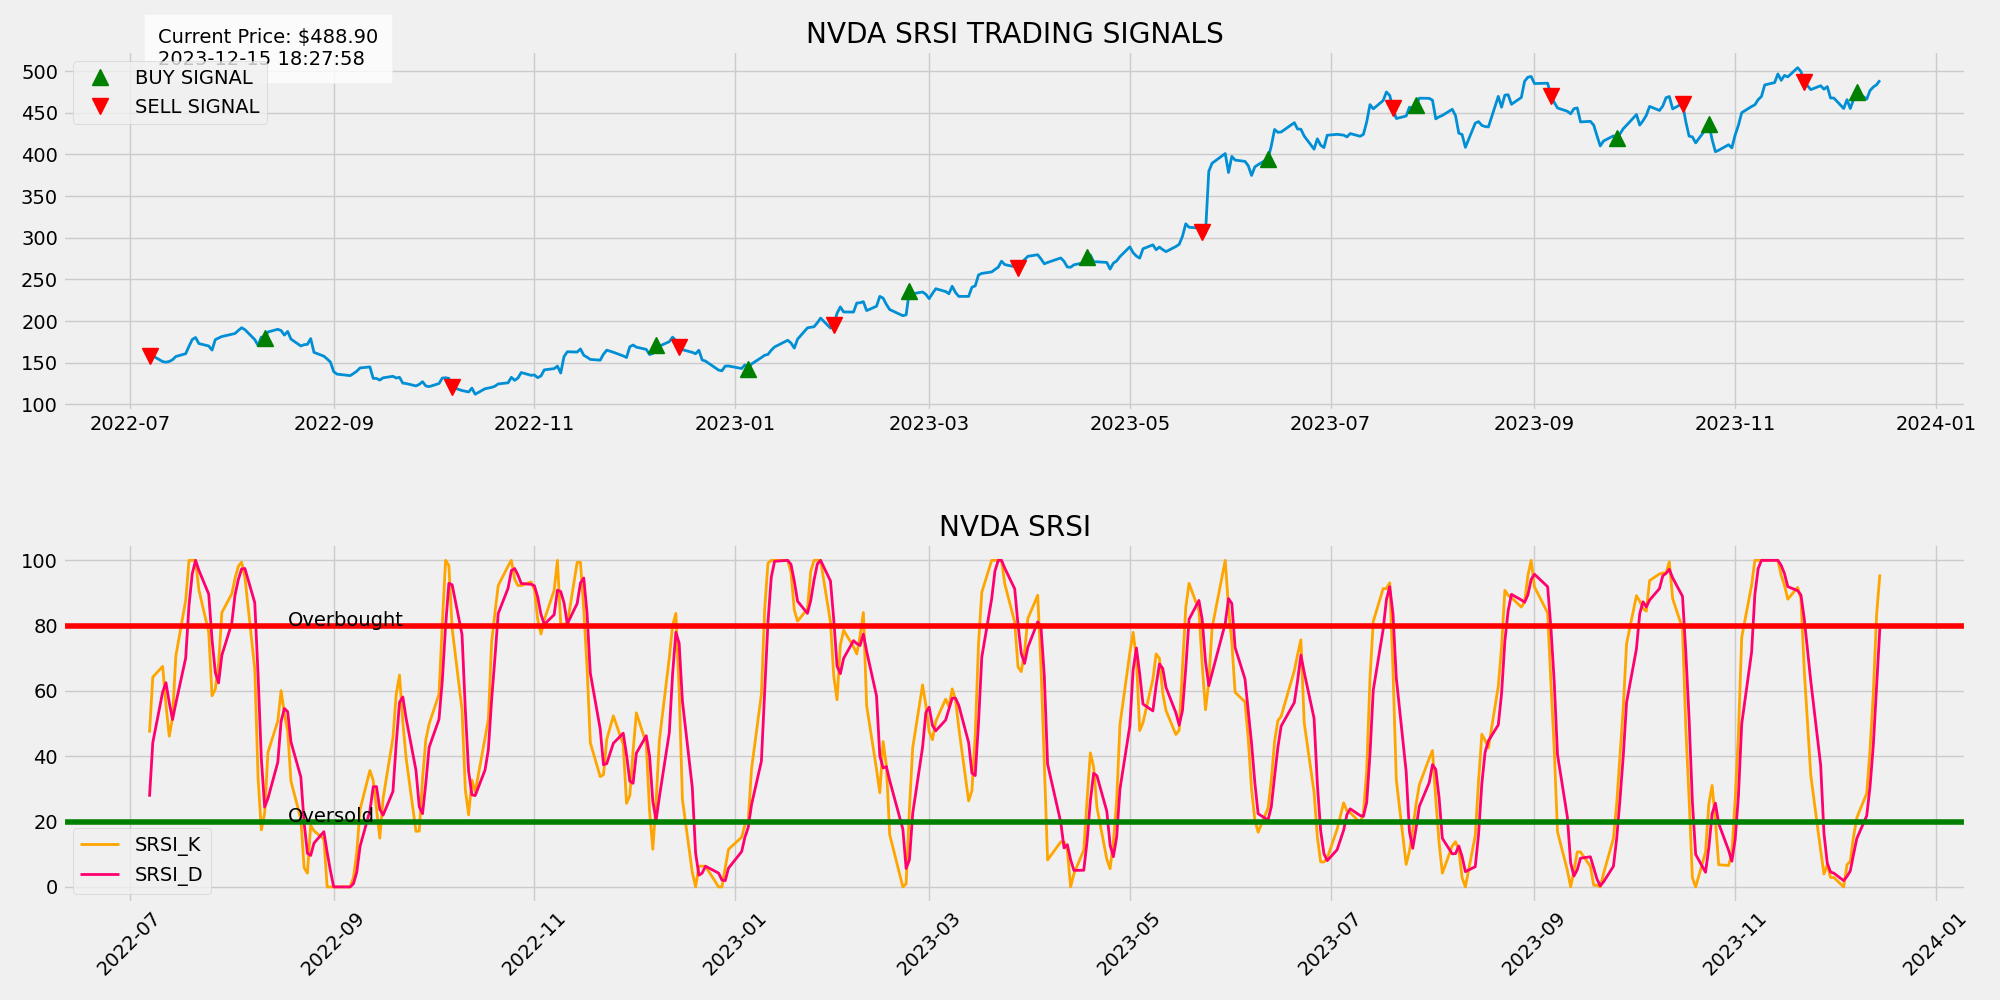 NVDA SRSI TRADING SIGNALS
Current Price: $488.90
2023-12-15 18:27:58
BUY SIGNAL
SELL SIGNAL
500
450
400
350
300
250
200
150
100
2022-07 2022-09 2022-11 2023-01 2023-03 2023-05 2023-07 2023-09 2023-11 2024-01
NVDA SRSI
100
80
60
40
20
0
Overbought
Oversold
SRSI_K
SRSI_D
2022-07 2022-09 2022-11 2023-01 2023-03 2023-05 2023-07 2023-09 2023-11 2024-01